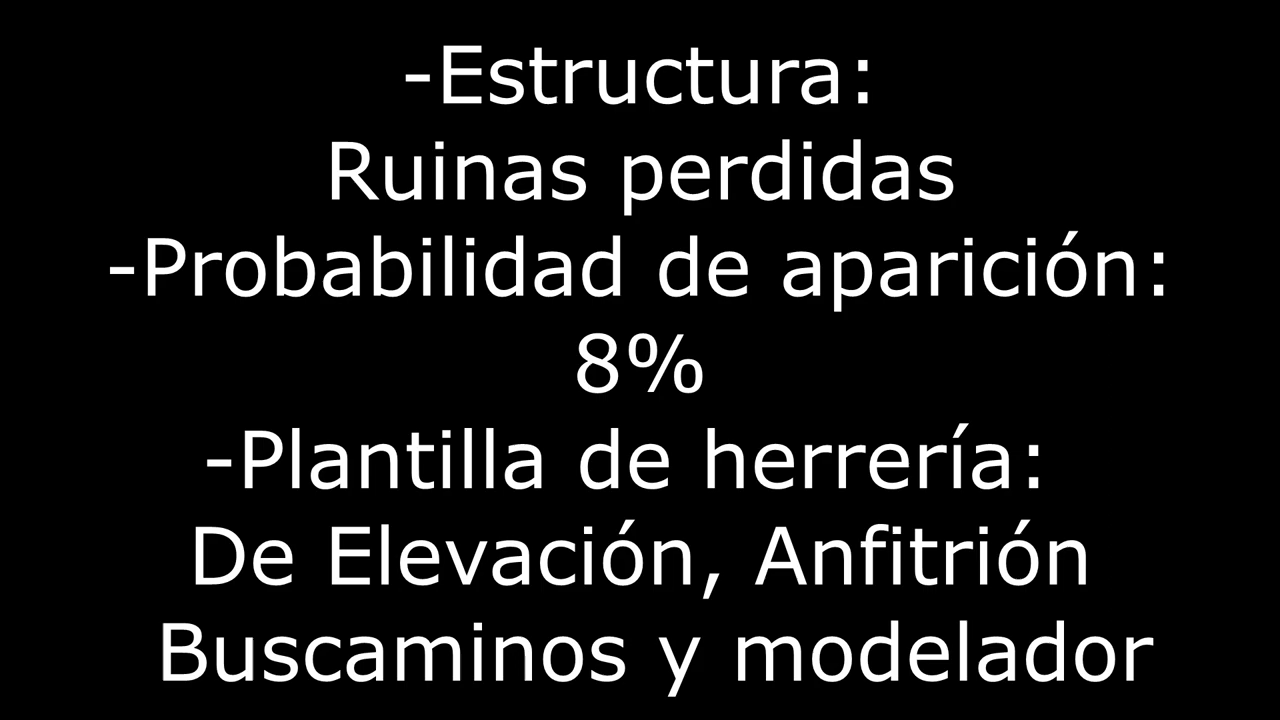 -Estructura:
Ruinas perdidas
-Probabilidad de aparición:
8%
-Plantilla de herrería:
De Elevación, Anfitrión
Buscaminos y modelador